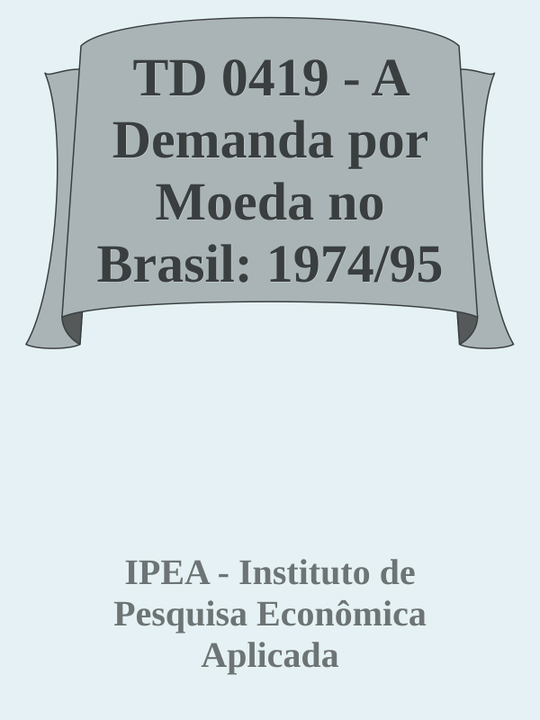 TD 0419 - A
Demanda por
Moeda no
Brasil: 1974/95
IPEA - Instituto de
Pesquisa Econômica
Aplicada